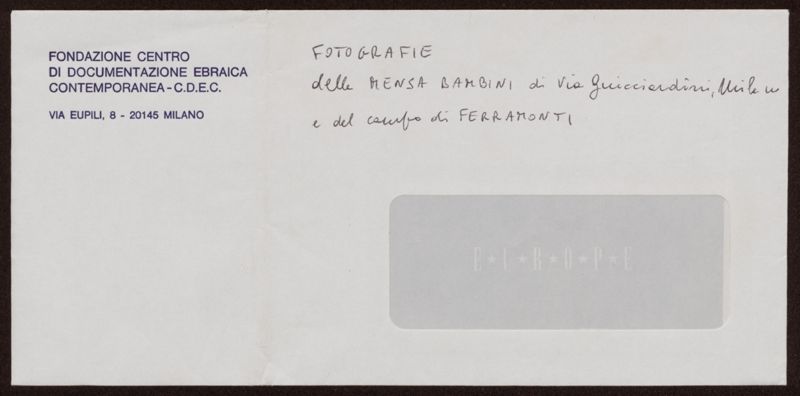 FONDAZIONE CENTRO
DI DOCUMENTAZIONE EBRAICA
CONTEMPORANEA - C.D.E.C.
VIA EUPILI, 8 - 20145 MILANO
FOTOGRAFIE
della MENSA BAMBINI di Via Guicciardini, Milano
e del campo di FERRAMONTI
E★I★R★O★P★E